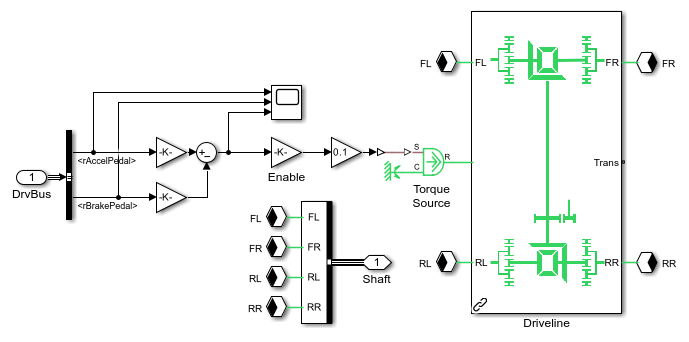 FL
FL
FR
FR
<rAccelPedal>
-K-
+
-
-K-
Enable
0.1
S
C
R
Torque
Source
Trans
1
DrvBus
<rBrakePedal>
-K-
FL
FL
FR
FR
RL
RL
RR
RR
1
Shaft
RL
RL
RR
RR
Driveline